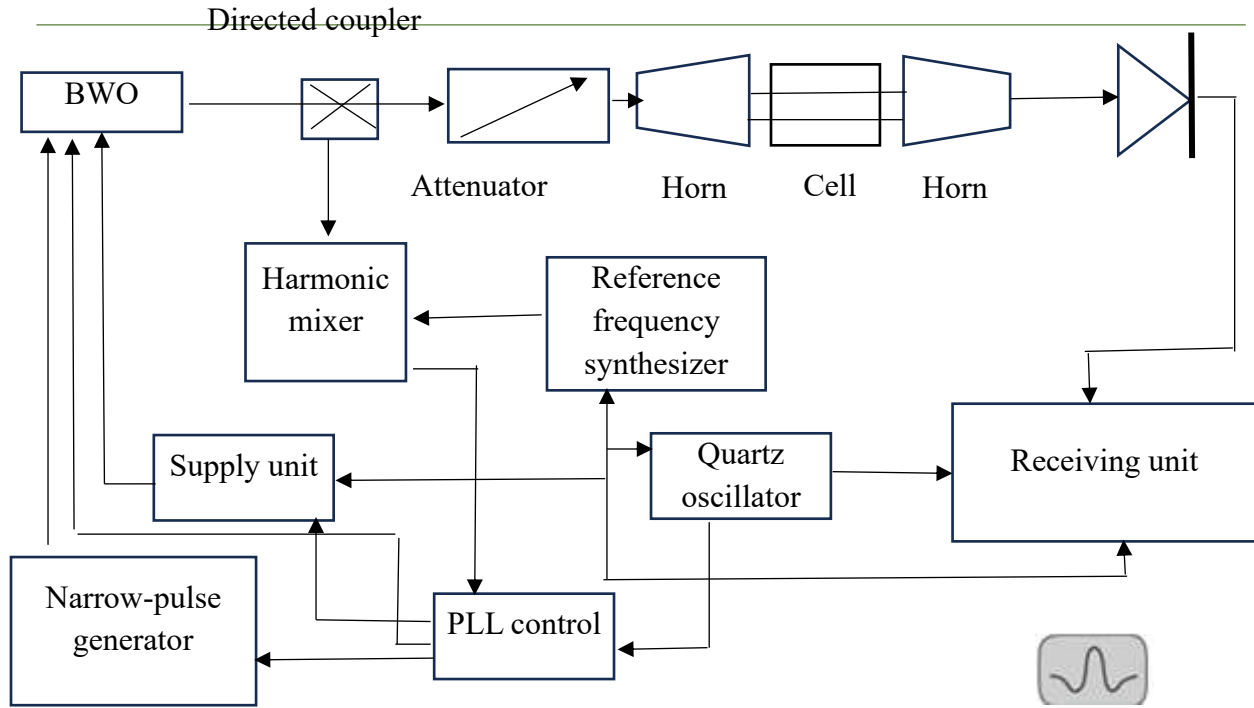 Directed coupler
BWO
Attenuator
Horn
Cell
Horn
Harmonic
mixer
Reference
frequency
synthesizer
Supply unit
Quartz
oscillator
Receiving unit
Narrow-pulse
generator
PLL control